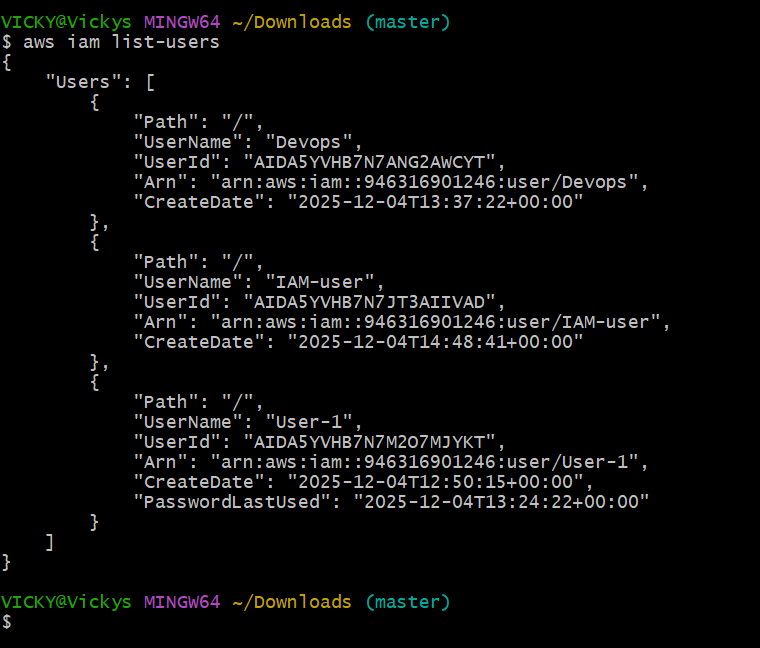 VICKY@Vickys MINGW64 ~/Downloads (master)
$ aws iam list-users
{
    "Users": [
        {
            "Path": "/",
            "UserName": "Devops",
            "UserId": "AIDA5YVHB7N7ANG2AWCYT",
            "Arn": "arn:aws:iam::946316901246:user/Devops",
            "CreateDate": "2025-12-04T13:37:22+00:00"
        },
        {
            "Path": "/",
            "UserName": "IAM-user",
            "UserId": "AIDA5YVHB7N7JT3AIIVAD",
            "Arn": "arn:aws:iam::946316901246:user/IAM-user",
            "CreateDate": "2025-12-04T14:48:41+00:00"
        },
        {
            "Path": "/",
            "UserName": "User-1",
            "UserId": "AIDA5YVHB7N7M2O7MJYKT",
            "Arn": "arn:aws:iam::946316901246:user/User-1",
            "CreateDate": "2025-12-04T12:50:15+00:00",
            "PasswordLastUsed": "2025-12-04T13:24:22+00:00"
        }
    ]
}
VICKY@Vickys MINGW64 ~/Downloads (master)
$